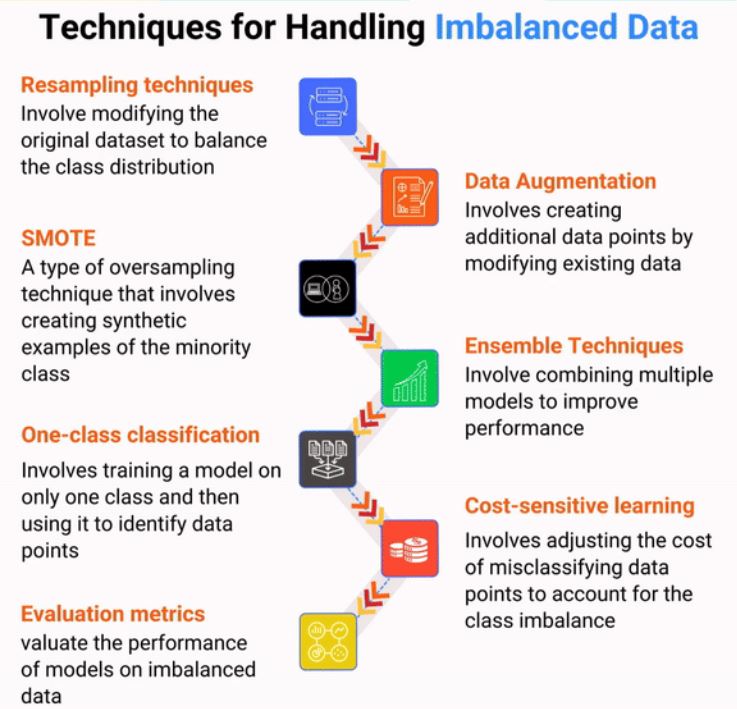 Techniques for Handling Imbalanced Data
Resampling techniques
Involve modifying the
original dataset to balance
the class distribution
Data Augmentation
Involves creating
additional data points by
modifying existing data
SMOTE
A type of oversampling
technique that involves
creating synthetic
examples of the minority
class
Ensemble Techniques
Involve combining multiple
models to improve
performance
One-class classification
Involves training a model on
only one class and then
using it to identify data
points
Cost-sensitive learning
Involves adjusting the cost
of misclassifying data
points to account for the
class imbalance
Evaluation metrics
valuate the performance
of models on imbalanced
data